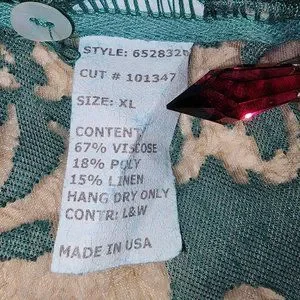 STYLE: 652832
CUT # 101347
SIZE: XL
CONTENT
67% VISCOSE
18% POLY
15% LINEN
HANG DRY ONLY
CONTR: L&W
MADE IN USA